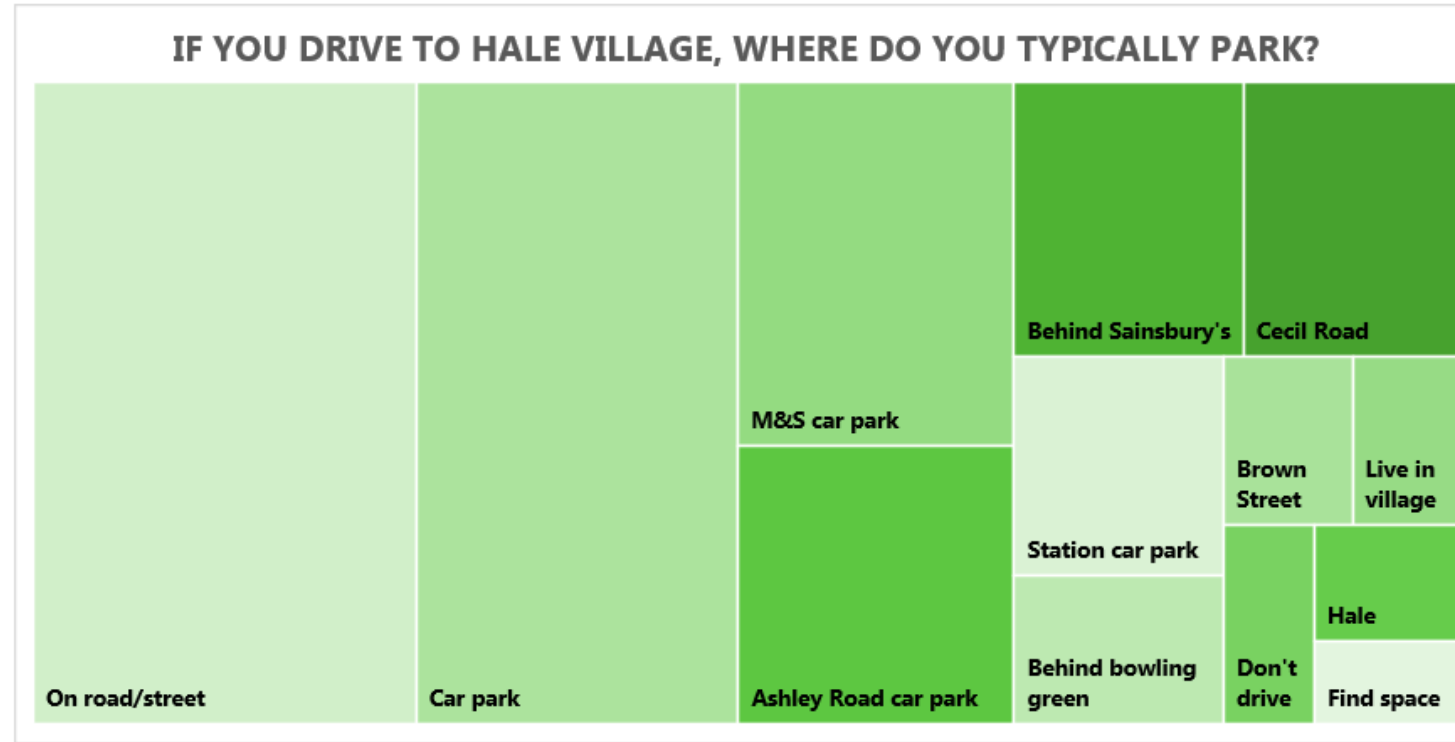 IF YOU DRIVE TO HALE VILLAGE, WHERE DO YOU TYPICALLY PARK?
On road/street
Car park
M&S car park
Ashley Road car park
Behind Sainsbury's
Cecil Road
Station car park
Behind bowling
green
Brown
Street
Live in
village
Don't
drive
Hale
Find space